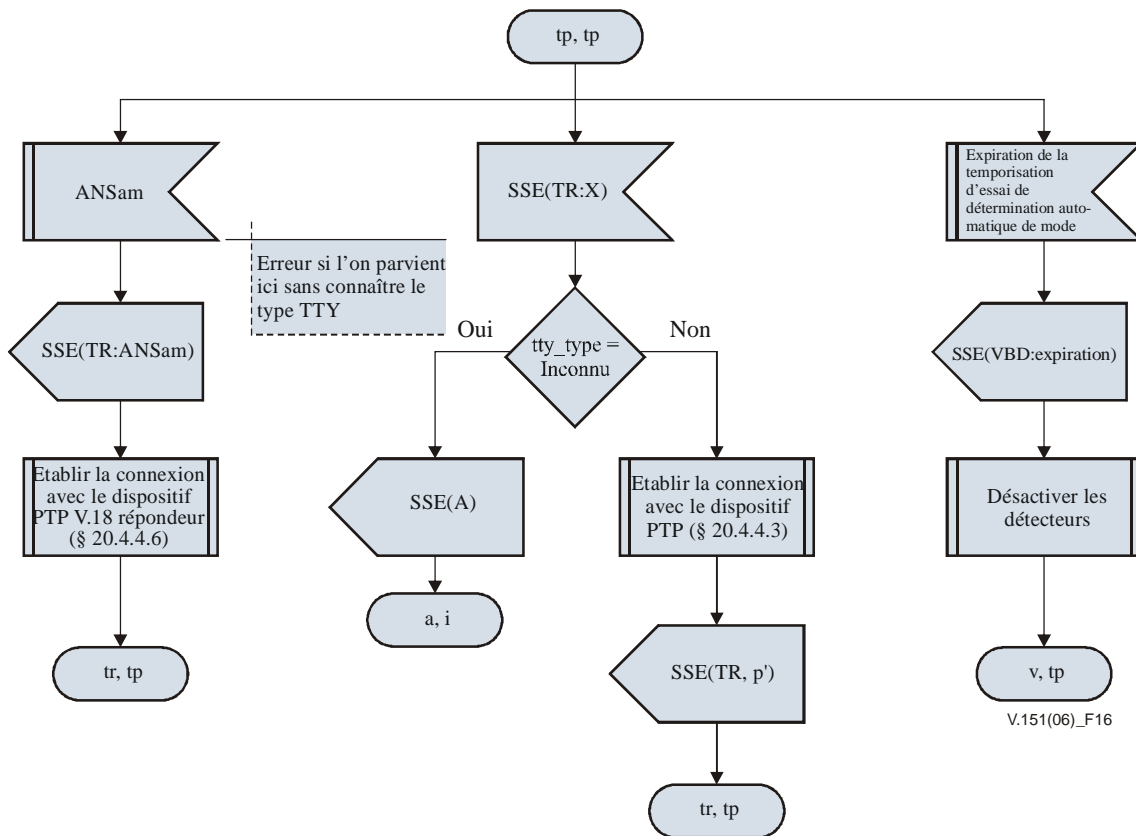 tp, tp
ANSam
SSE(TR:X)
Expiration de la
temporisation
d'essai de
détermination auto-
matique de mode
Erreur si l'on parvient
ici sans connaître le
type TTY
SSE(TR:ANSam)
Oui
tty_type =
Inconnu
Non
SSE(VBD:expiration)
Etablir la connexion
avec le dispositif
PTP V.18 répondeur
(§ 20.4.4.6)
SSE(A)
Etablir la connexion
avec le dispositif
PTP (§ 20.4.4.3)
Désactiver les
détecteurs
a, i
tr, tp
SSE(TR, p')
v, tp
V.151(06)_F16
tr, tp